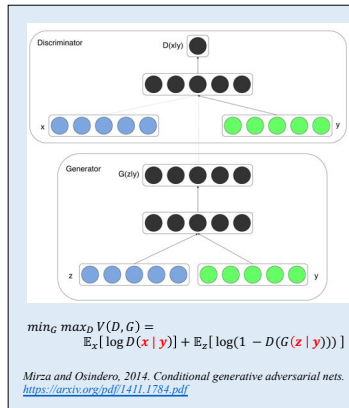 Discriminator
D(x|y)
x
y
Generator
G(z|y)
z
y
min_G max_D V(D, G) =
𝔼_x[ log D(x | y)] + 𝔼_z[ log(1 − D(G(z | y))) ]
Mirza and Osindero, 2014. Conditional generative adversarial nets.
https://arxiv.org/pdf/1411.1784.pdf